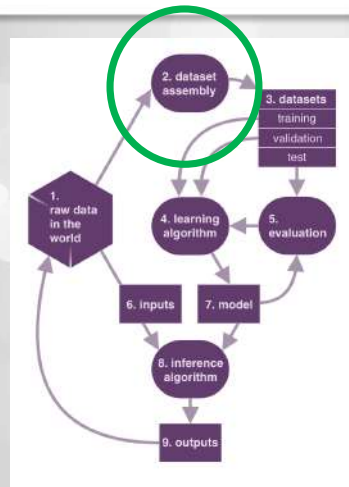 2. dataset
assembly
3. datasets
training
validation
test
1.
raw data
in the
world
4. learning
algorithm
5.
evaluation
6. inputs
7. model
8. inference
algorithm
9. outputs